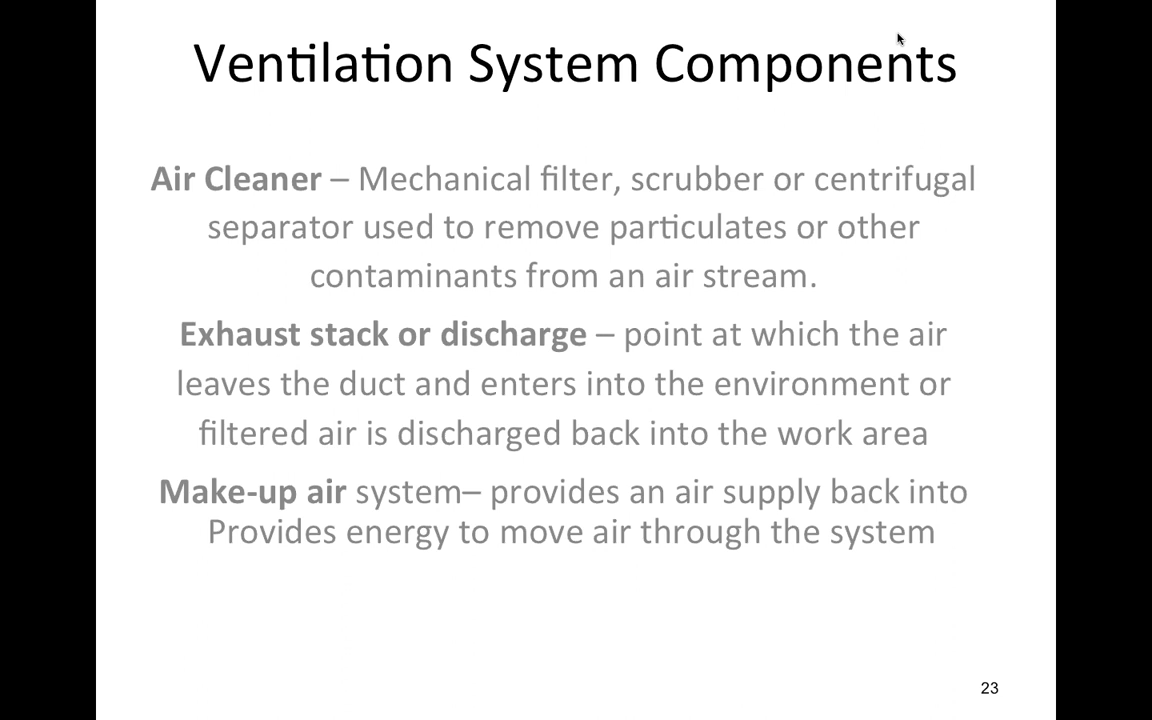 Ventilation System Components
Air Cleaner – Mechanical filter, scrubber or centrifugal
separator used to remove particulates or other
contaminants from an air stream.
Exhaust stack or discharge – point at which the air
leaves the duct and enters into the environment or
filtered air is discharged back into the work area
Make-up air system– provides an air supply back into
Provides energy to move air through the system
23